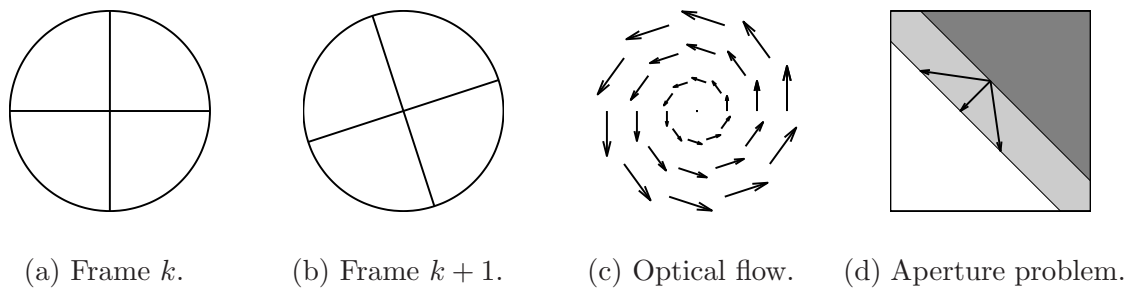 (a) Frame k.
(b) Frame k + 1.
(c) Optical flow.
(d) Aperture problem.